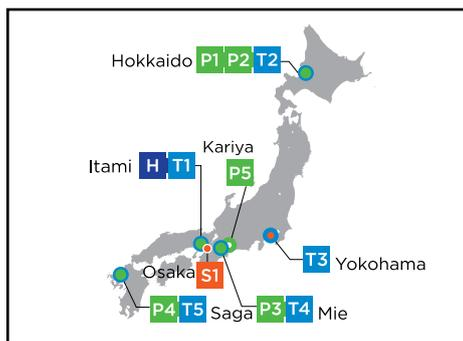 Hokkaido P1 P2 T2
Kariya
P5
Itami H T1
Osaka S1
T3 Yokohama
P4 T5 Saga
P3 T4 Mie